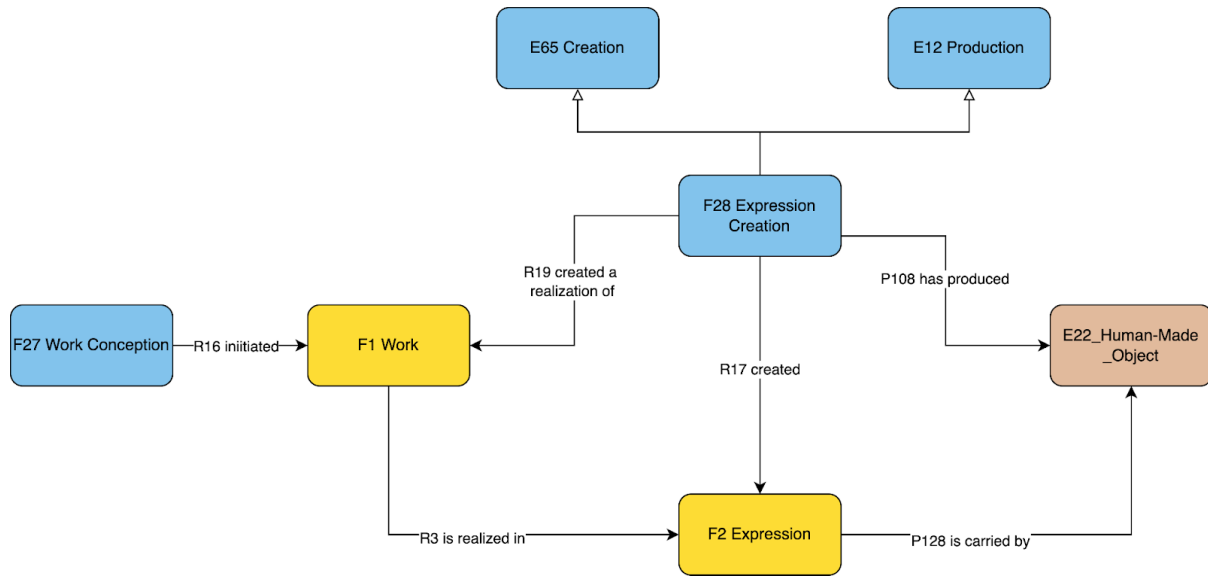 E65 Creation
E12 Production
F28 Expression
Creation
R19 created a
realization of
P108 has produced
F27 Work Conception
R16 iniitiated
F1 Work
E22_Human-Made
_Object
R17 created
R3 is realized in
F2 Expression
P128 is carried by